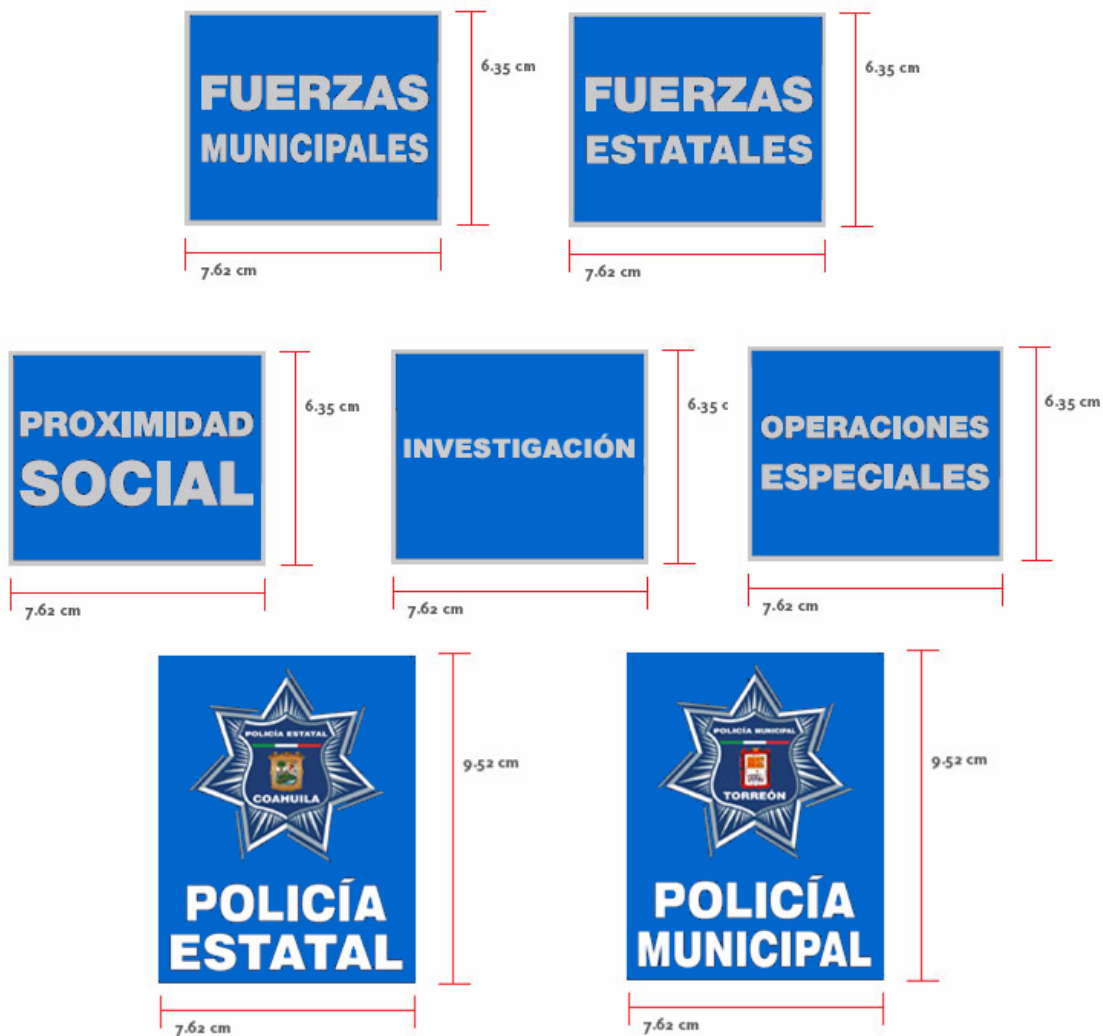 FUERZAS
MUNICIPALES
6.35 cm
7.62 cm
FUERZAS
ESTATALES
6.35 cm
7.62 cm
PROXIMIDAD
SOCIAL
6.35 cm
7.62 cm
INVESTIGACIÓN
6.35 c
7.62 cm
OPERACIONES
ESPECIALES
6.35 cm
7.62 cm
POLICÍA ESTATAL
COAHUILA
POLICÍA
ESTATAL
9.52 cm
7.62 cm
POLICÍA MUNICIPAL
TORREÓN
POLICÍA
MUNICIPAL
9.52 cm
7.62 cm